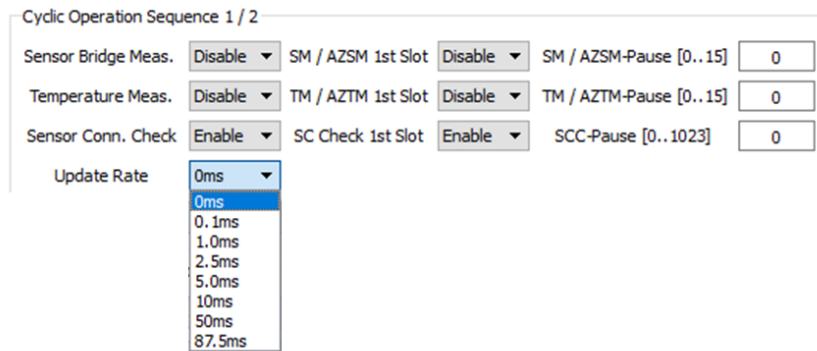 Cyclic Operation Sequence 1 / 2
Sensor Bridge Meas. Disable SM / AZSM 1st Slot Disable SM / AZSM-Pause [0..15] 0
Temperature Meas. Disable TM / AZTM 1st Slot Disable TM / AZTM-Pause [0..15] 0
Sensor Conn. Check Enable SC Check 1st Slot Enable SCC-Pause [0..1023] 0
Update Rate 0ms
0ms
0.1ms
1.0ms
2.5ms
5.0ms
10ms
50ms
87.5ms